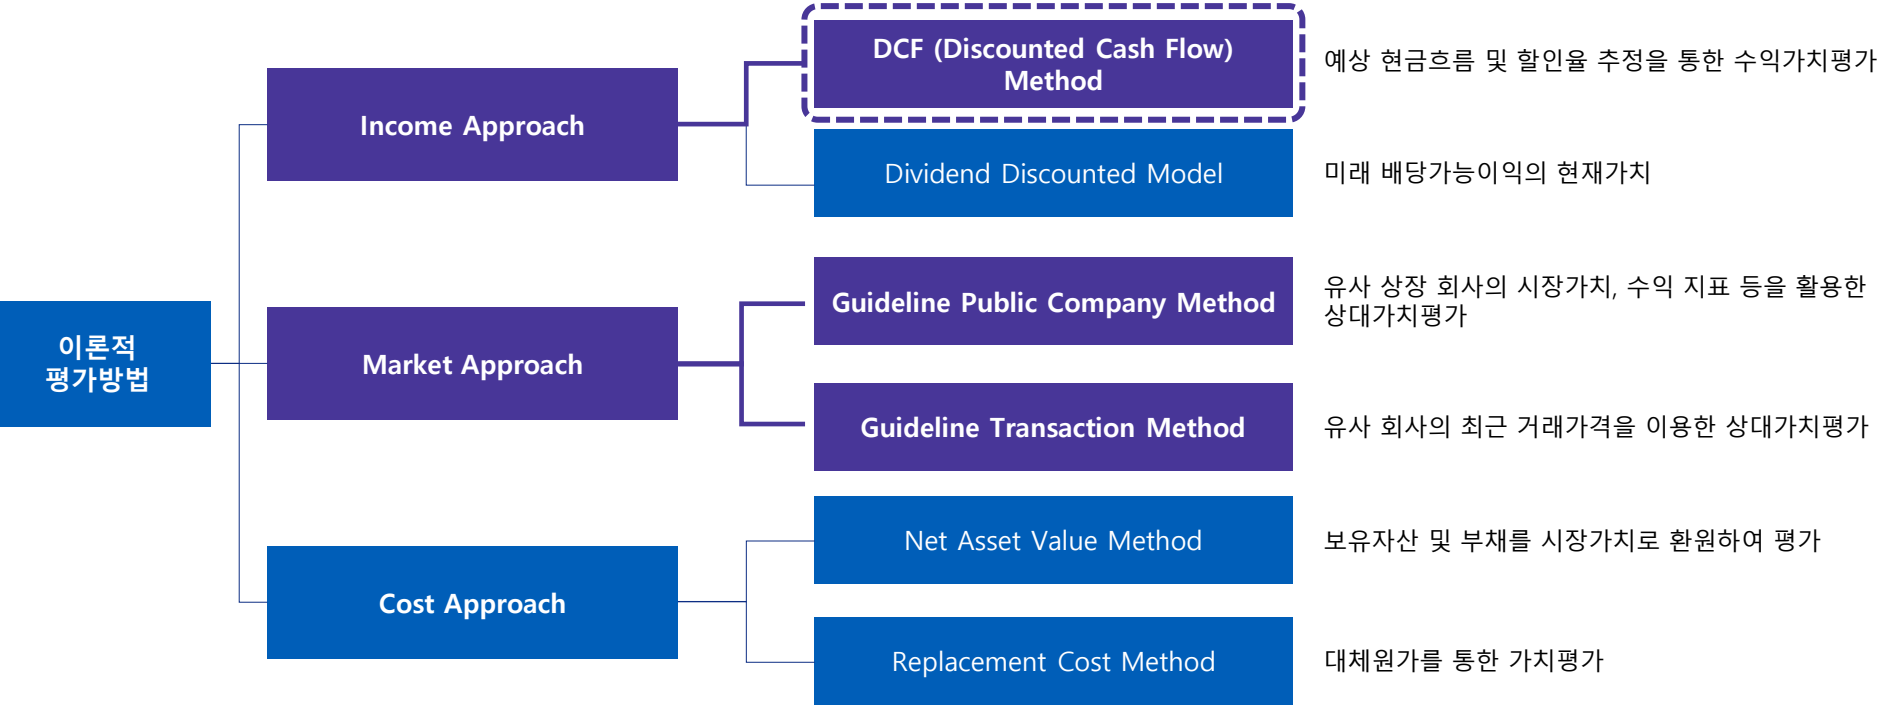 이론적
평가방법
Income Approach
DCF (Discounted Cash Flow)
Method
예상 현금흐름 및 할인율 추정을 통한 수익가치평가
Dividend Discounted Model
미래 배당가능이익의 현재가치
Market Approach
Guideline Public Company Method
유사 상장 회사의 시장가치, 수익 지표 등을 활용한
상대가치평가
Guideline Transaction Method
유사 회사의 최근 거래가격을 이용한 상대가치평가
Cost Approach
Net Asset Value Method
보유자산 및 부채를 시장가치로 환원하여 평가
Replacement Cost Method
대체원가를 통한 가치평가